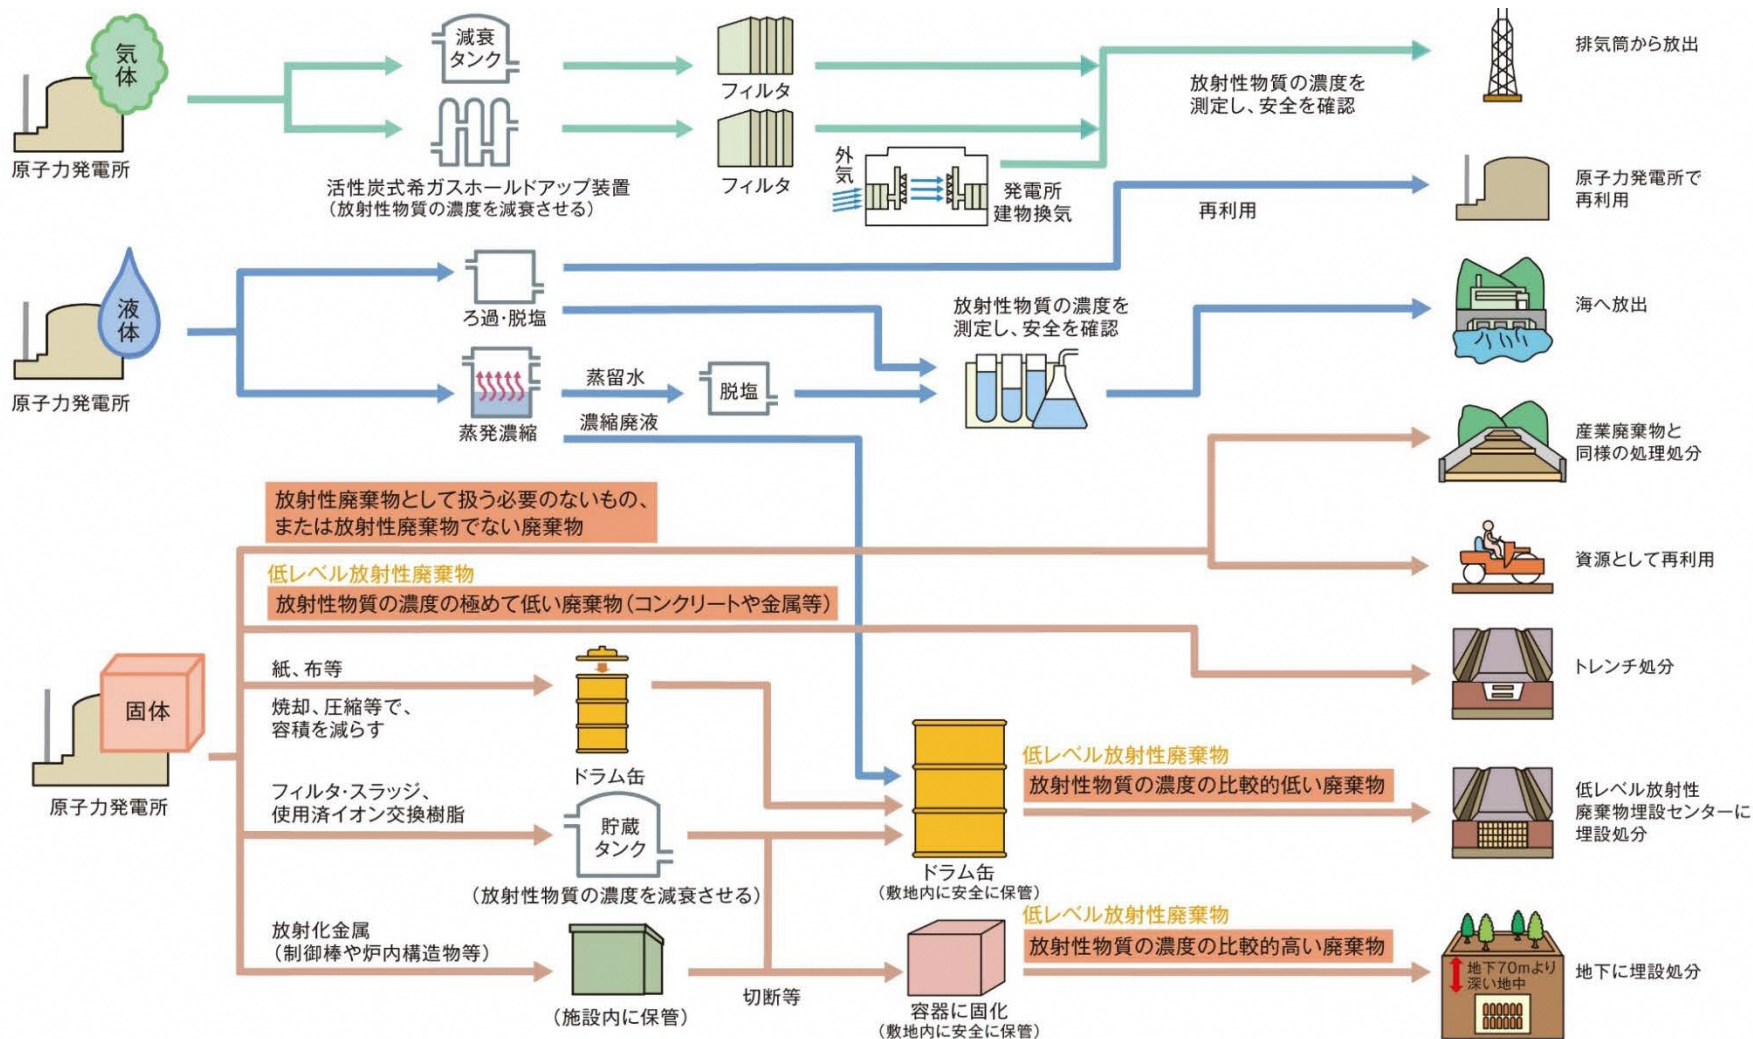 気体
原子力発電所
減衰
タンク
活性炭式希ガスホールドアップ装置
(放射性物質の濃度を減衰させる)
フィルタ
フィルタ
外気
発電所
建物換気
放射性物質の濃度を
測定し、安全を確認
排気筒から放出
液体
原子力発電所
ろ過・脱塩
再利用
原子力発電所で
再利用
蒸発濃縮
蒸留水
脱塩
濃縮廃液
放射性物質の濃度を
測定し、安全を確認
海へ放出
固体
原子力発電所
放射性廃棄物として扱う必要のないもの、
または放射性廃棄物でない廃棄物
産業廃棄物と
同様の処理処分
資源として再利用
低レベル放射性廃棄物
放射性物質の濃度の極めて低い廃棄物(コンクリートや金属等)
トレンチ処分
紙、布等
焼却、圧縮等で、
容積を減らす
ドラム缶
フィルタ・スラッジ、
使用済イオン交換樹脂
貯蔵
タンク
(放射性物質の濃度を減衰させる)
ドラム缶
(敷地内に安全に保管)
低レベル放射性廃棄物
放射性物質の濃度の比較的低い廃棄物
低レベル放射性
廃棄物埋設センターに
埋設処分
放射化金属
(制御棒や炉内構造物等)
(施設内に保管)
切断等
容器に固化
(敷地内に安全に保管)
低レベル放射性廃棄物
放射性物質の濃度の比較的高い廃棄物
地下70mより
深い地中
地下に埋設処分